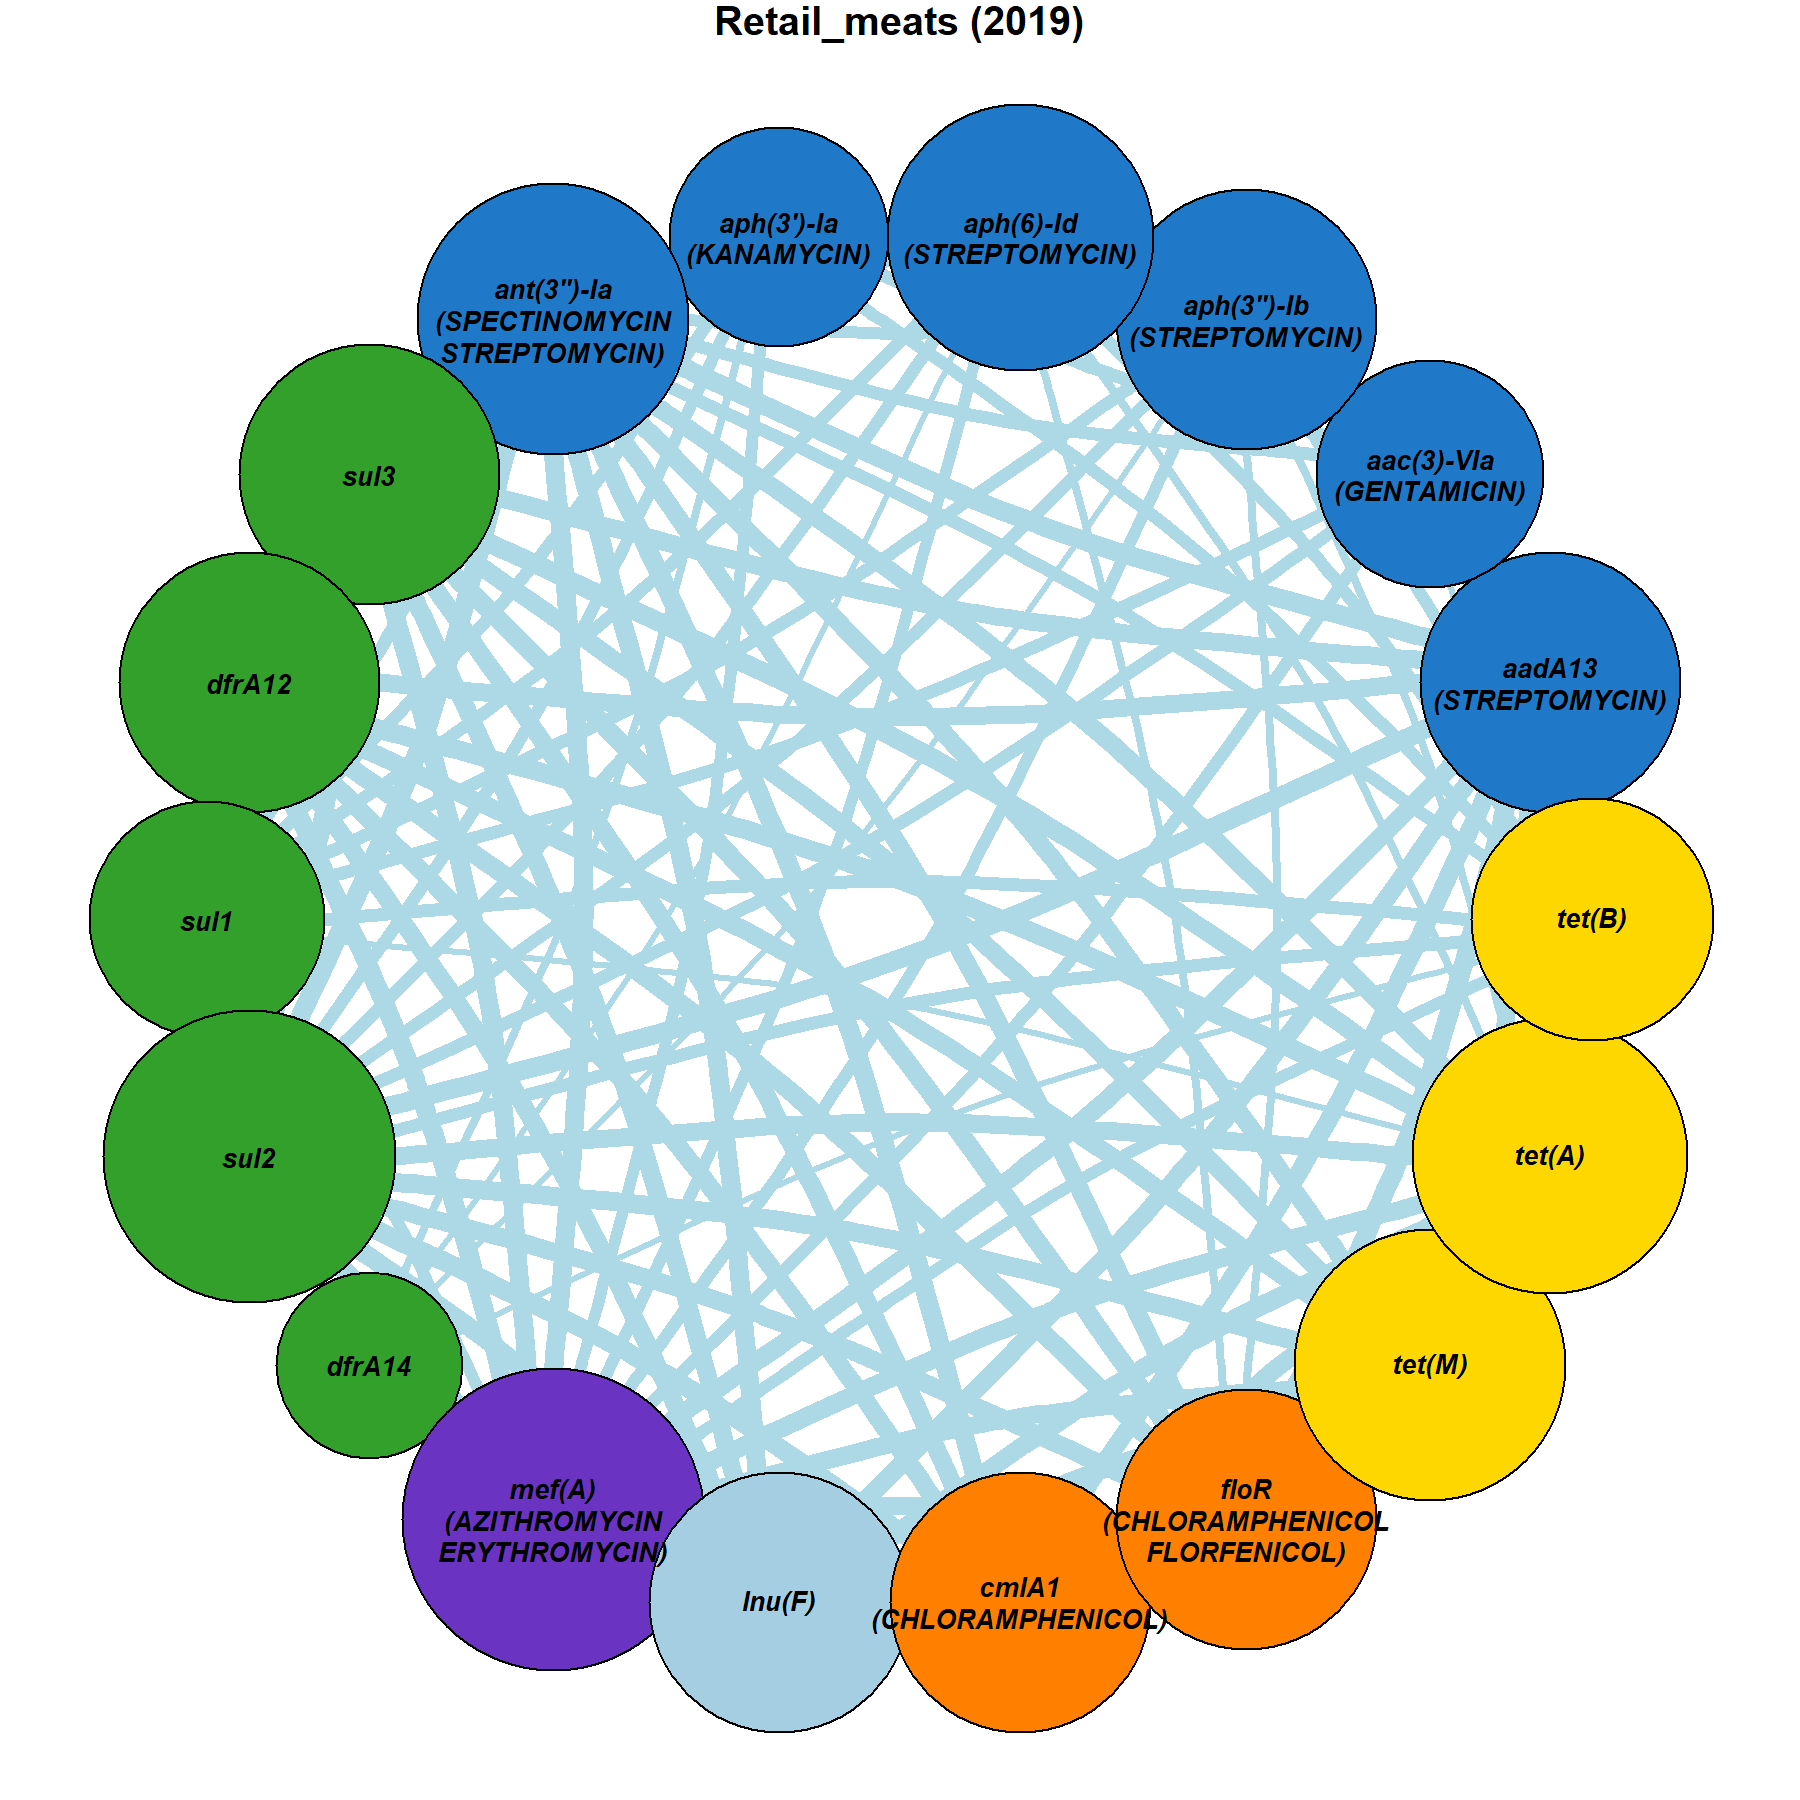 Retail_meats (2019)
aph(3')-Ia
(KANAMYCIN)
aph(6)-Id
(STREPTOMYCIN)
ant(3")-Ia
(SPECTINOMYCIN
STREPTOMYCIN)
aph(3")-Ib
(STREPTOMYCIN)
sul3
aac(3)-VIa
(GENTAMICIN)
dfrA12
aadA13
(STREPTOMYCIN)
sul1
tet(B)
sul2
tet(A)
dfrA14
tet(M)
mef(A)
(AZITHROMYCIN
ERYTHROMYCIN)
floR
(CHLORAMPHENICOL
FLORFENICOL)
lnu(F)
cmlA1
(CHLORAMPHENICOL)